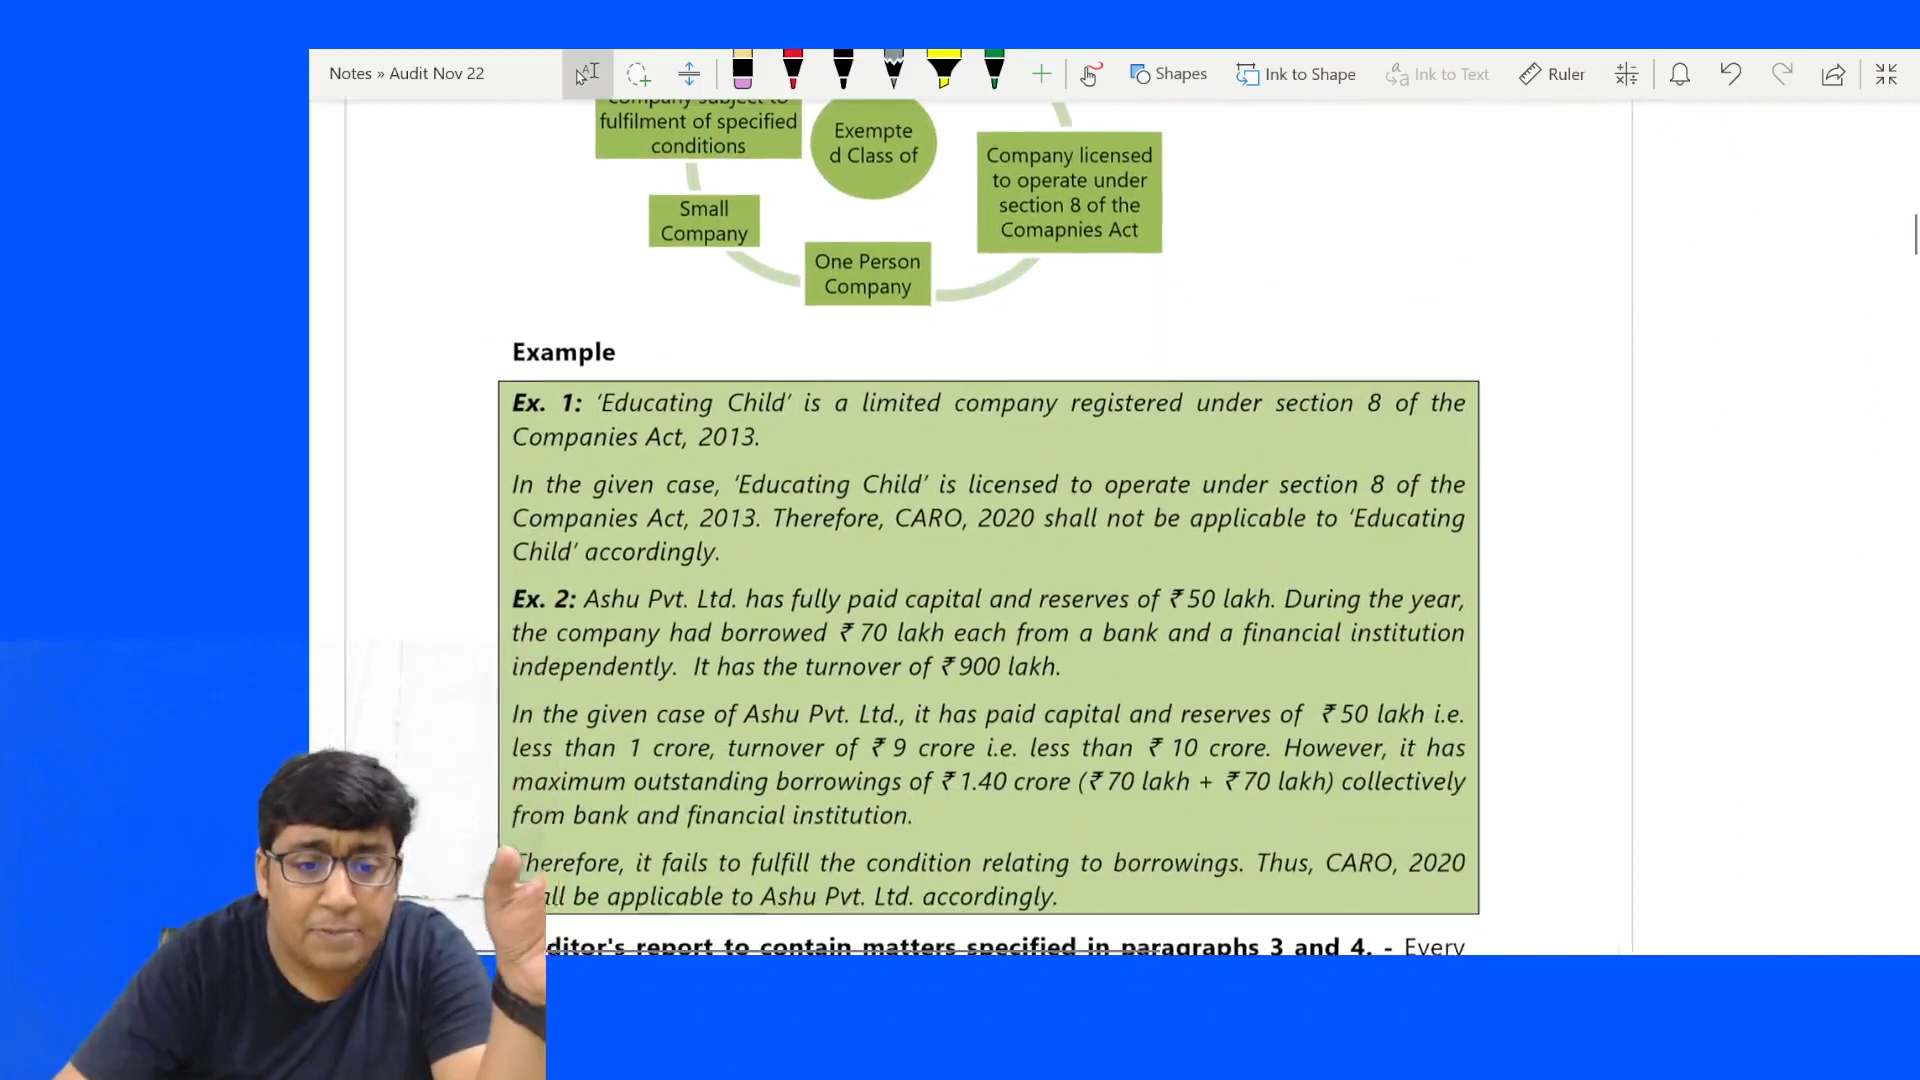 Notes » Audit Nov 22
Shapes
Ink to Shape
Ink to Text
Ruler
company subject to
fulfilment of specified
conditions
Exempte
d Class of
Company licensed
to operate under
section 8 of the
Comapnies Act
Small
Company
One Person
Company
Example
Ex. 1: ‘Educating Child’ is a limited company registered under section 8 of the
Companies Act, 2013.
In the given case, ‘Educating Child’ is licensed to operate under section 8 of the
Companies Act, 2013. Therefore, CARO, 2020 shall not be applicable to ‘Educating
Child’ accordingly.
Ex. 2: Ashu Pvt. Ltd. has fully paid capital and reserves of ₹ 50 lakh. During the year,
the company had borrowed ₹ 70 lakh each from a bank and a financial institution
independently. It has the turnover of ₹ 900 lakh.
In the given case of Ashu Pvt. Ltd., it has paid capital and reserves of ₹ 50 lakh i.e.
less than 1 crore, turnover of ₹ 9 crore i.e. less than ₹ 10 crore. However, it has
maximum outstanding borrowings of ₹ 1.40 crore (₹ 70 lakh + ₹ 70 lakh) collectively
from bank and financial institution.
Therefore, it fails to fulfill the condition relating to borrowings. Thus, CARO, 2020
all be applicable to Ashu Pvt. Ltd. accordingly.
ditor's report to contain matters specified in paragraphs 3 and 4. - Every